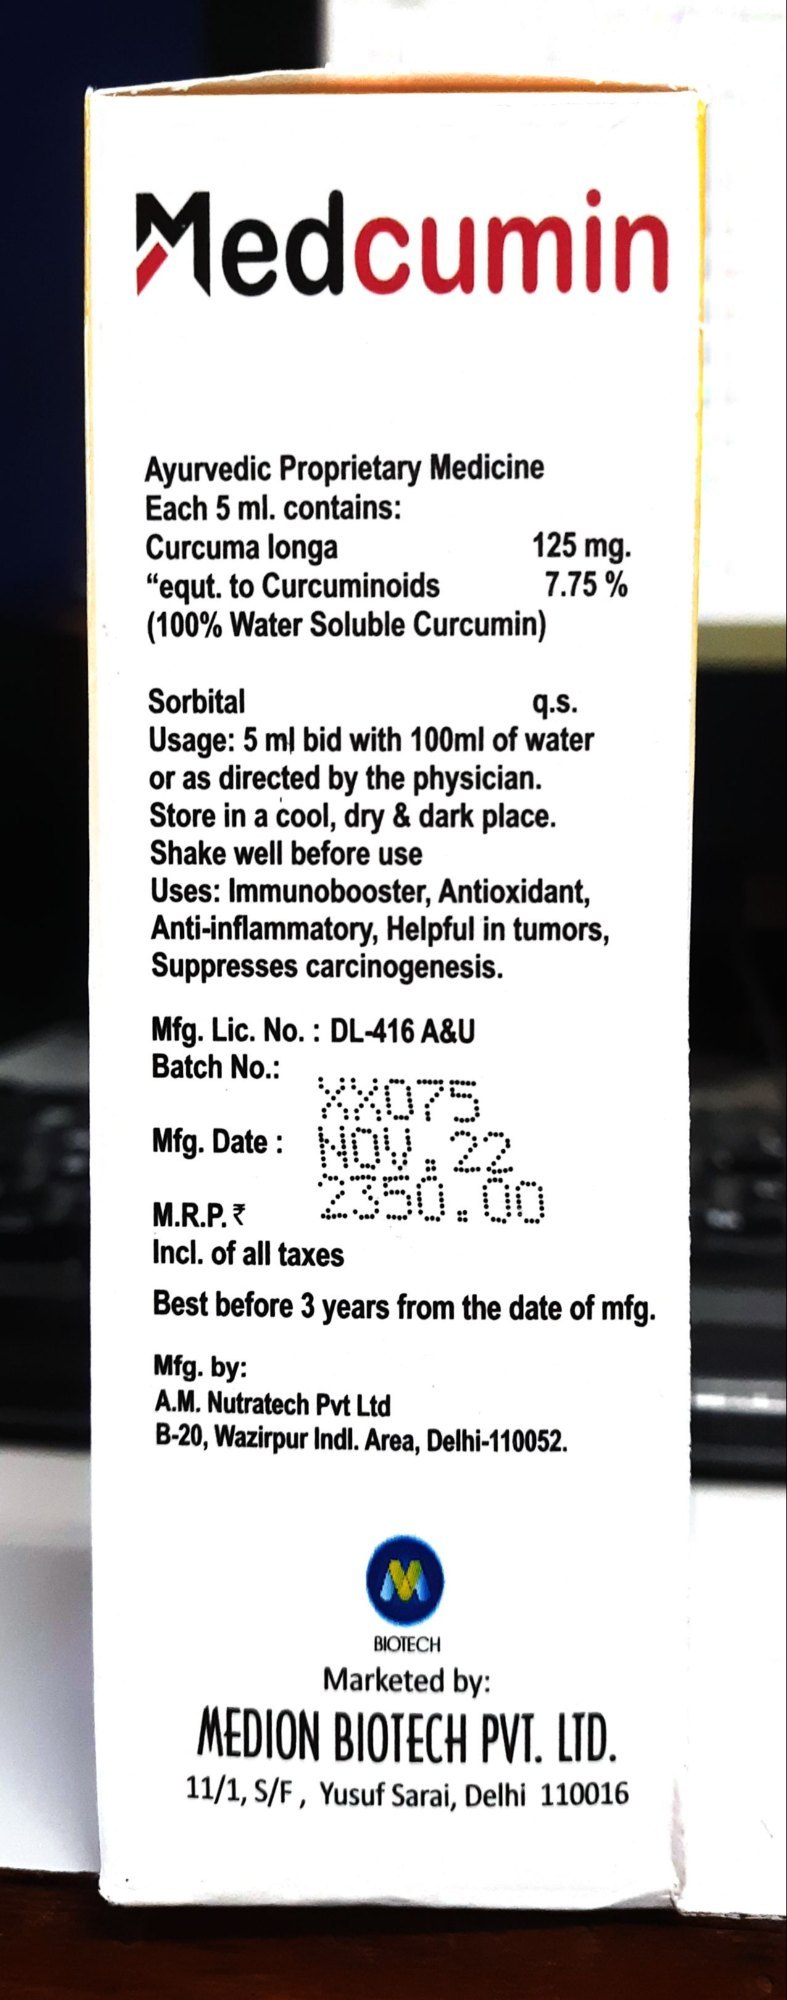 Medcumin
Ayurvedic Proprietary Medicine
Each 5 ml. contains:
Curcuma longa 125 mg.
“equt. to Curcuminoids 7.75 %
(100% Water Soluble Curcumin)
Sorbital q.s.
Usage: 5 ml bid with 100ml of water
or as directed by the physician.
Store in a cool, dry & dark place.
Shake well before use
Uses: Immunobooster, Antioxidant,
Anti-inflammatory, Helpful in tumors,
Suppresses carcinogenesis.
Mfg. Lic. No. : DL-416 A&U
Batch No.: XX075
Mfg. Date : NOV.22
M.R.P. ₹ 2350.00
Incl. of all taxes
Best before 3 years from the date of mfg.
Mfg. by:
A.M. Nutratech Pvt Ltd
B-20, Wazirpur Indl. Area, Delhi-110052.
M
BIOTECH
Marketed by:
MEDION BIOTECH PVT. LTD.
11/1, S/F , Yusuf Sarai, Delhi 110016